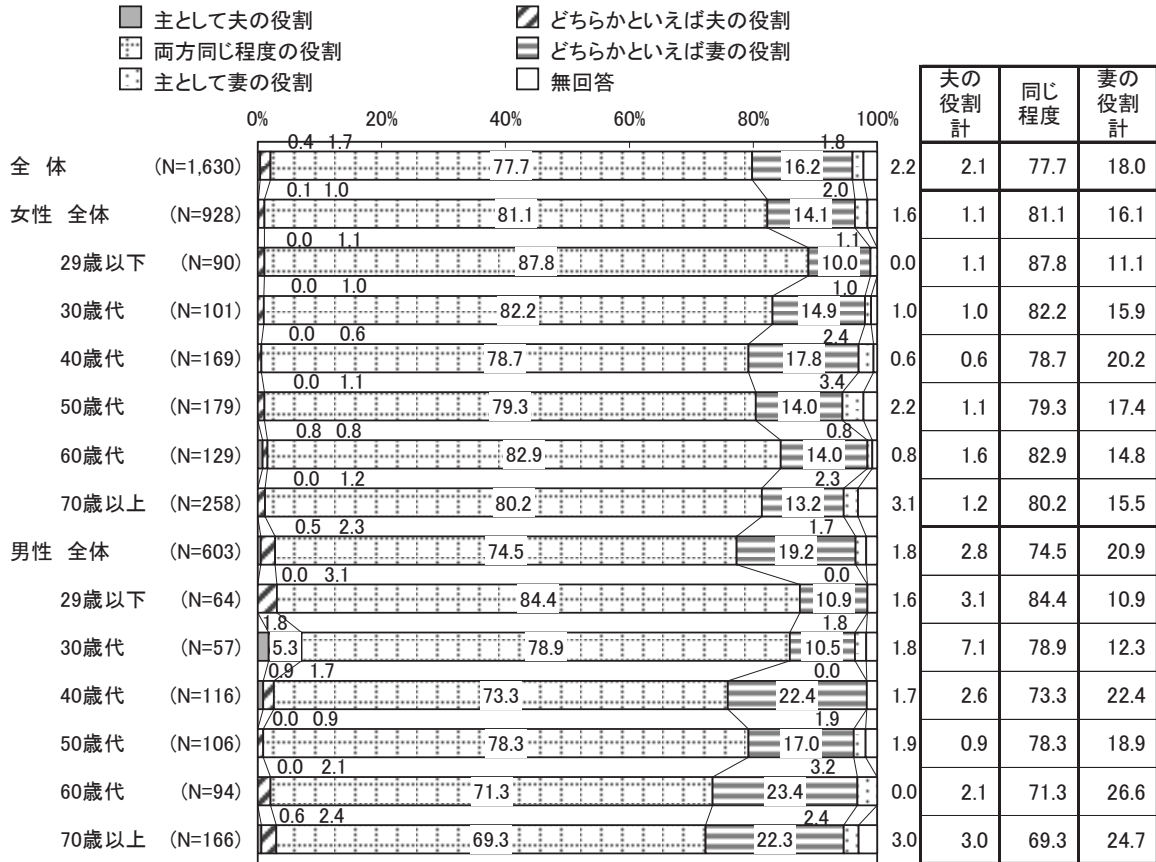 主として夫の役割 どちらかといえば夫の役割
両方同じ程度の役割 どちらかといえば妻の役割
主として妻の役割 無回答
夫の役割計 同じ程度 妻の役割計
0% 20% 40% 60% 80% 100%
0.4 1.7 1.8
全 体 (N=1,630) 77.7 16.2 2.2 2.1 77.7 18.0
0.1 1.0 2.0
女性 全体 (N=928) 81.1 14.1 1.6 1.1 81.1 16.1
0.0 1.1 1.1
29歳以下 (N=90) 87.8 10.0 0.0 1.1 87.8 11.1
0.0 1.0 1.0
30歳代 (N=101) 82.2 14.9 1.0 1.0 82.2 15.9
0.0 0.6 2.4
40歳代 (N=169) 78.7 17.8 0.6 0.6 78.7 20.2
0.0 1.1 3.4
50歳代 (N=179) 79.3 14.0 2.2 1.1 79.3 17.4
0.8 0.8 0.8
60歳代 (N=129) 82.9 14.0 0.8 1.6 82.9 14.8
0.0 1.2 2.3
70歳以上 (N=258) 80.2 13.2 3.1 1.2 80.2 15.5
0.5 2.3 1.7
男性 全体 (N=603) 74.5 19.2 1.8 2.8 74.5 20.9
0.0 3.1 0.0
29歳以下 (N=64) 84.4 10.9 1.6 3.1 84.4 10.9
1.8 1.8
30歳代 (N=57) 5.3 78.9 10.5 1.8 7.1 78.9 12.3
0.9 1.7 0.0
40歳代 (N=116) 73.3 22.4 1.7 2.6 73.3 22.4
0.0 0.9 1.9
50歳代 (N=106) 78.3 17.0 1.9 0.9 78.3 18.9
0.0 2.1 3.2
60歳代 (N=94) 71.3 23.4 0.0 2.1 71.3 26.6
0.6 2.4 2.4
70歳以上 (N=166) 69.3 22.3 3.0 3.0 69.3 24.7